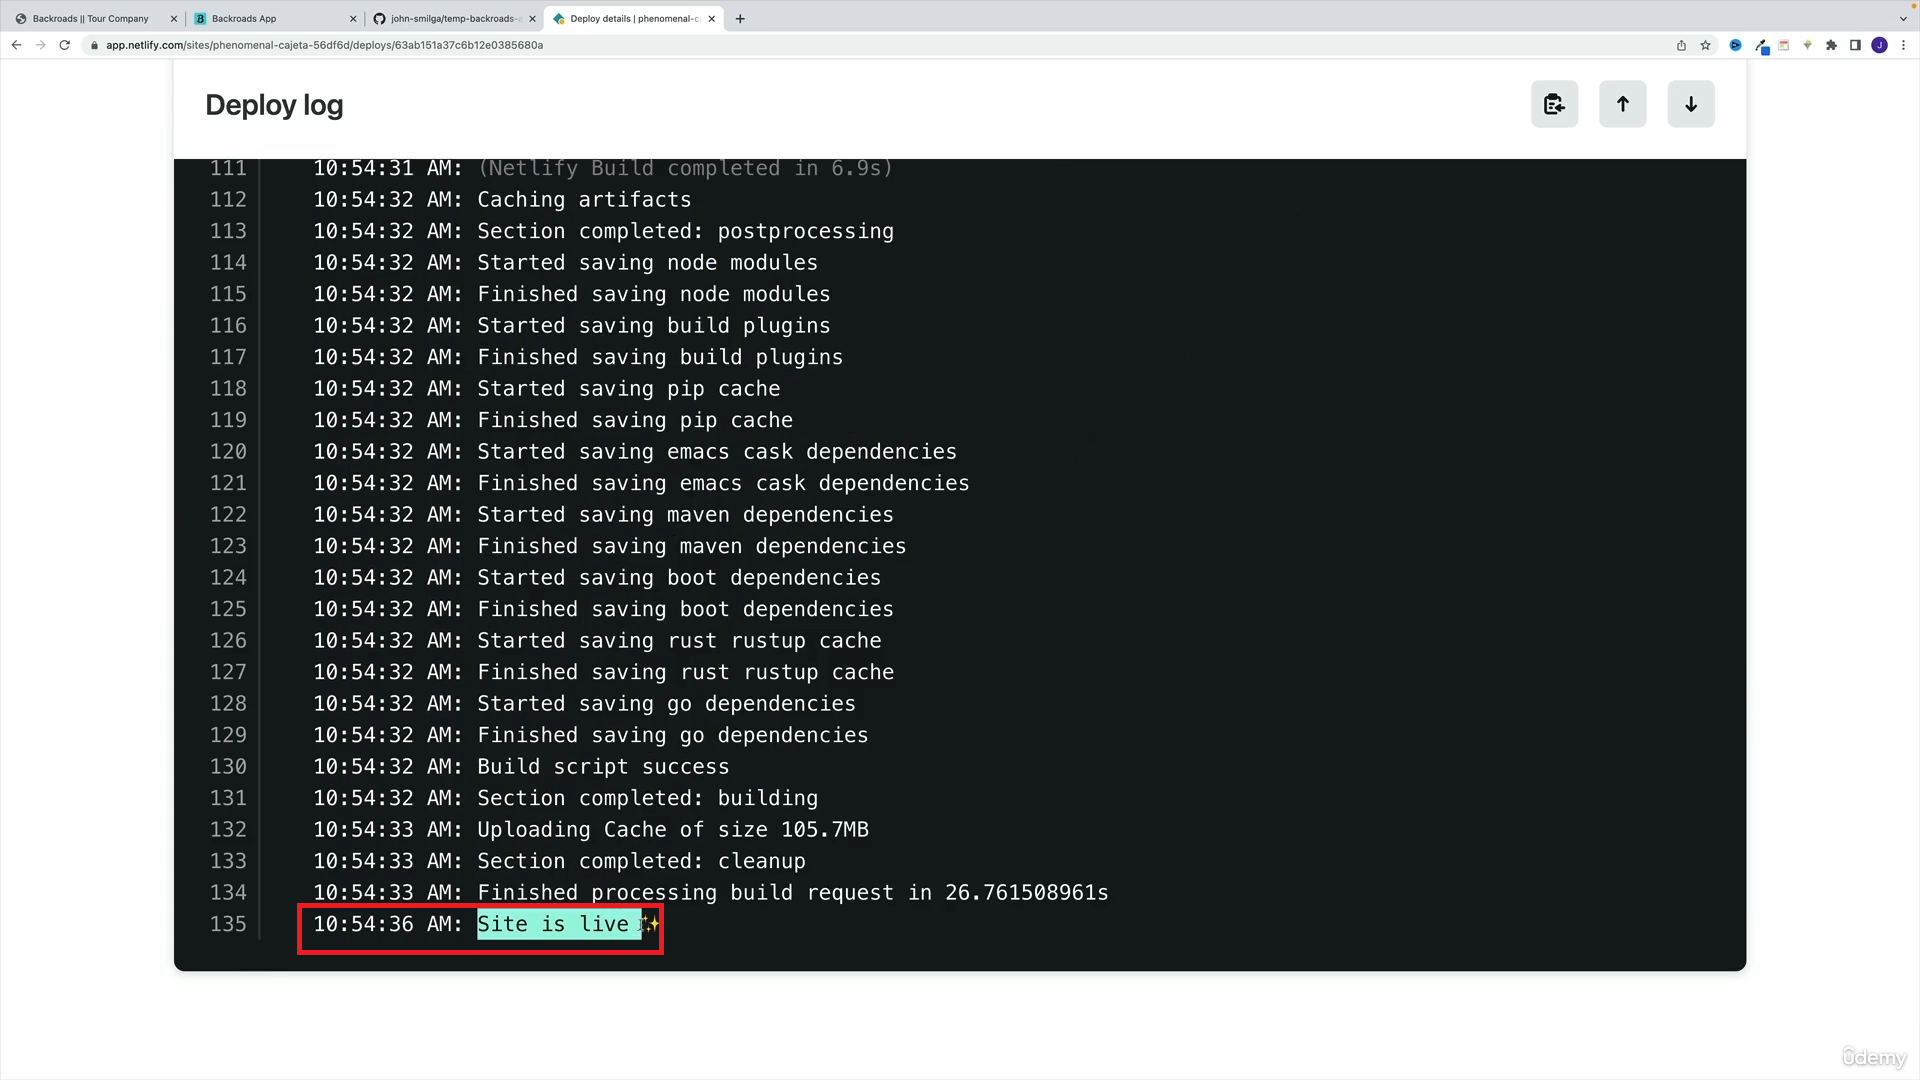 Backroads || Tour Company
Backroads App
john-smilga/temp-backroads-a
Deploy details | phenomenal-c
app.netlify.com/sites/phenomenal-cajeta-56df6d/deploys/63ab151a37c6b12e0385680a
J
Deploy log
111 10:54:31 AM: (Netlify Build completed in 6.9s)
112 10:54:32 AM: Caching artifacts
113 10:54:32 AM: Section completed: postprocessing
114 10:54:32 AM: Started saving node modules
115 10:54:32 AM: Finished saving node modules
116 10:54:32 AM: Started saving build plugins
117 10:54:32 AM: Finished saving build plugins
118 10:54:32 AM: Started saving pip cache
119 10:54:32 AM: Finished saving pip cache
120 10:54:32 AM: Started saving emacs cask dependencies
121 10:54:32 AM: Finished saving emacs cask dependencies
122 10:54:32 AM: Started saving maven dependencies
123 10:54:32 AM: Finished saving maven dependencies
124 10:54:32 AM: Started saving boot dependencies
125 10:54:32 AM: Finished saving boot dependencies
126 10:54:32 AM: Started saving rust rustup cache
127 10:54:32 AM: Finished saving rust rustup cache
128 10:54:32 AM: Started saving go dependencies
129 10:54:32 AM: Finished saving go dependencies
130 10:54:32 AM: Build script success
131 10:54:32 AM: Section completed: building
132 10:54:33 AM: Uploading Cache of size 105.7MB
133 10:54:33 AM: Section completed: cleanup
134 10:54:33 AM: Finished processing build request in 26.761508961s
135 10:54:36 AM: Site is live ✨
ûdemy